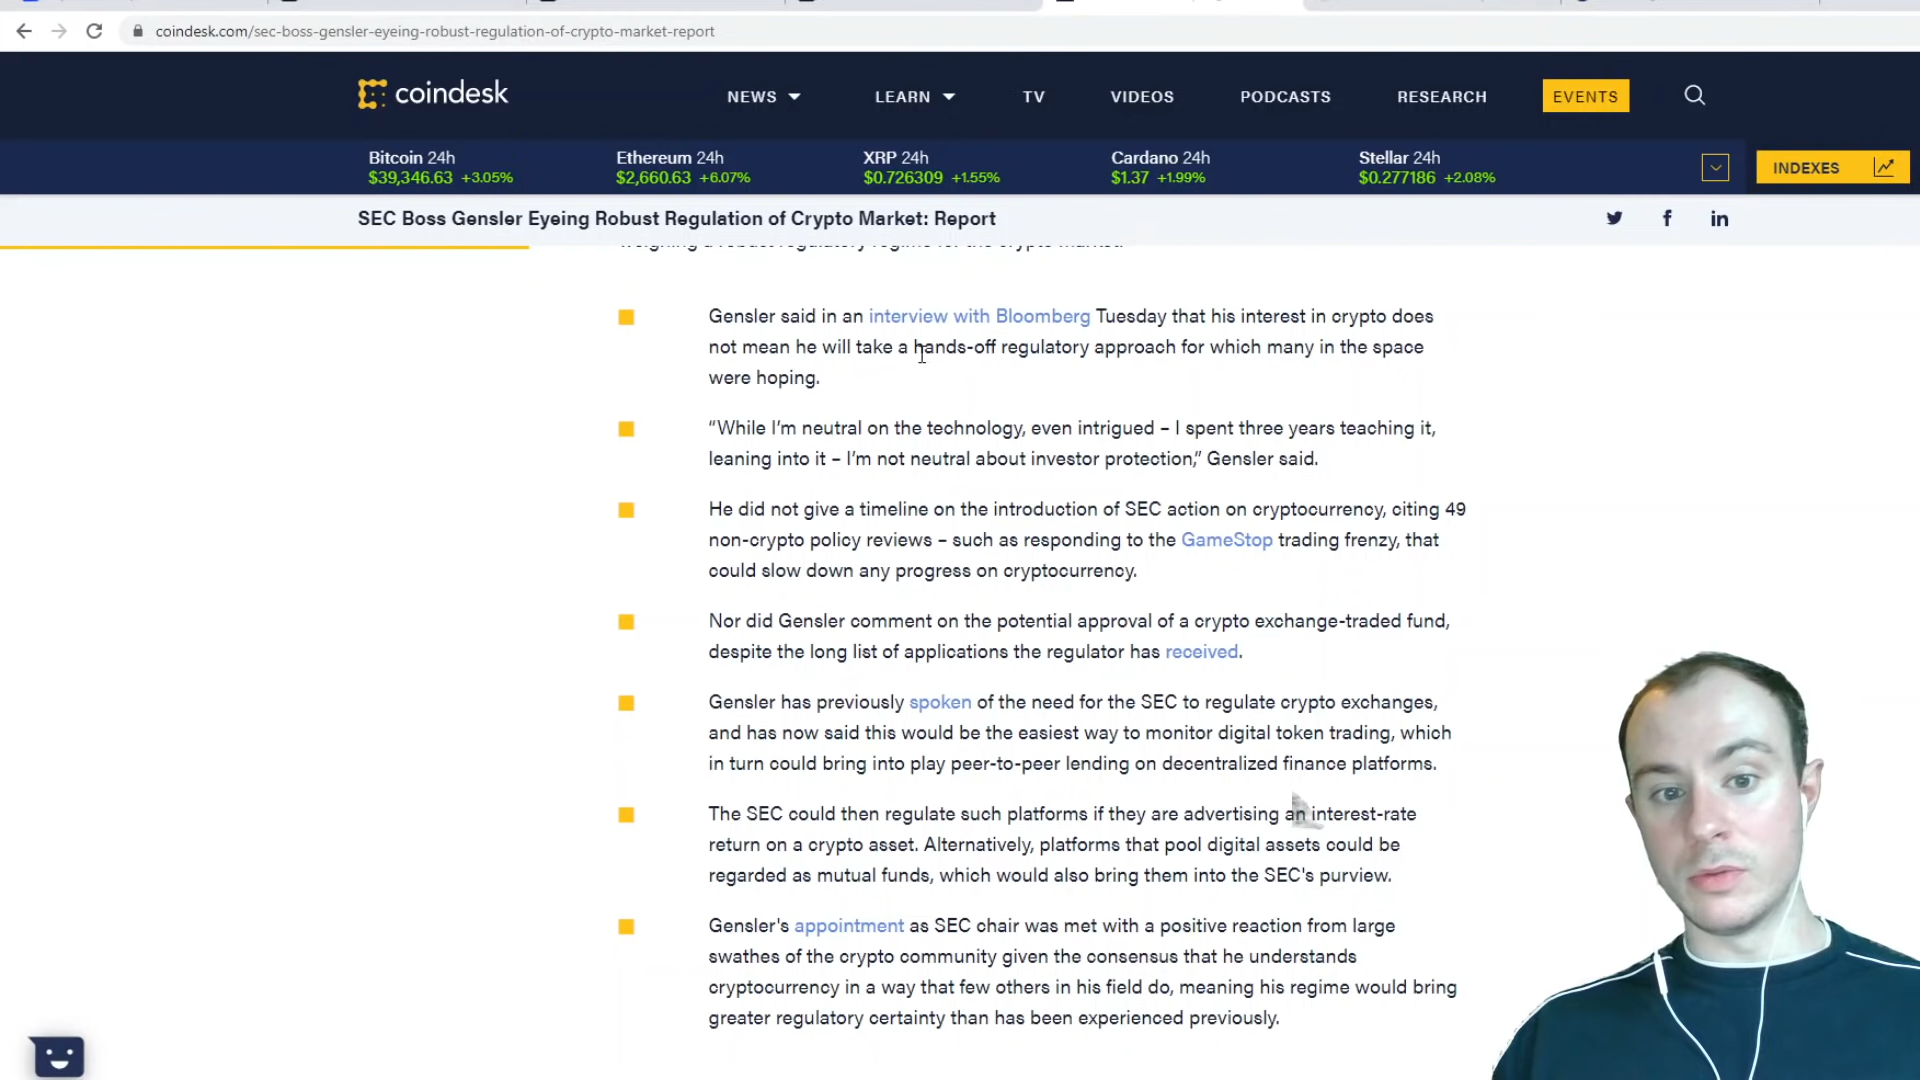 coindesk.com/sec-boss-gensler-eyeing-robust-regulation-of-crypto-market-report
coindesk
NEWS
LEARN
TV
VIDEOS
PODCASTS
RESEARCH
EVENTS
Bitcoin 24h
$39,346.63 +3.05%
Ethereum 24h
$2,660.63 +6.07%
XRP 24h
$0.726309 +1.55%
Cardano 24h
$1.37 +1.99%
Stellar 24h
$0.277186 +2.08%
INDEXES
SEC Boss Gensler Eyeing Robust Regulation of Crypto Market: Report
weighing a robust regulatory regime for the crypto market.
Gensler said in an interview with Bloomberg Tuesday that his interest in crypto does
not mean he will take a hands-off regulatory approach for which many in the space
were hoping.
“While I’m neutral on the technology, even intrigued – I spent three years teaching it,
leaning into it – I’m not neutral about investor protection,” Gensler said.
He did not give a timeline on the introduction of SEC action on cryptocurrency, citing 49
non-crypto policy reviews – such as responding to the GameStop trading frenzy, that
could slow down any progress on cryptocurrency.
Nor did Gensler comment on the potential approval of a crypto exchange-traded fund,
despite the long list of applications the regulator has received.
Gensler has previously spoken of the need for the SEC to regulate crypto exchanges,
and has now said this would be the easiest way to monitor digital token trading, which
in turn could bring into play peer-to-peer lending on decentralized finance platforms.
The SEC could then regulate such platforms if they are advertising an interest-rate
return on a crypto asset. Alternatively, platforms that pool digital assets could be
regarded as mutual funds, which would also bring them into the SEC's purview.
Gensler's appointment as SEC chair was met with a positive reaction from large
swathes of the crypto community given the consensus that he understands
cryptocurrency in a way that few others in his field do, meaning his regime would bring
greater regulatory certainty than has been experienced previously.